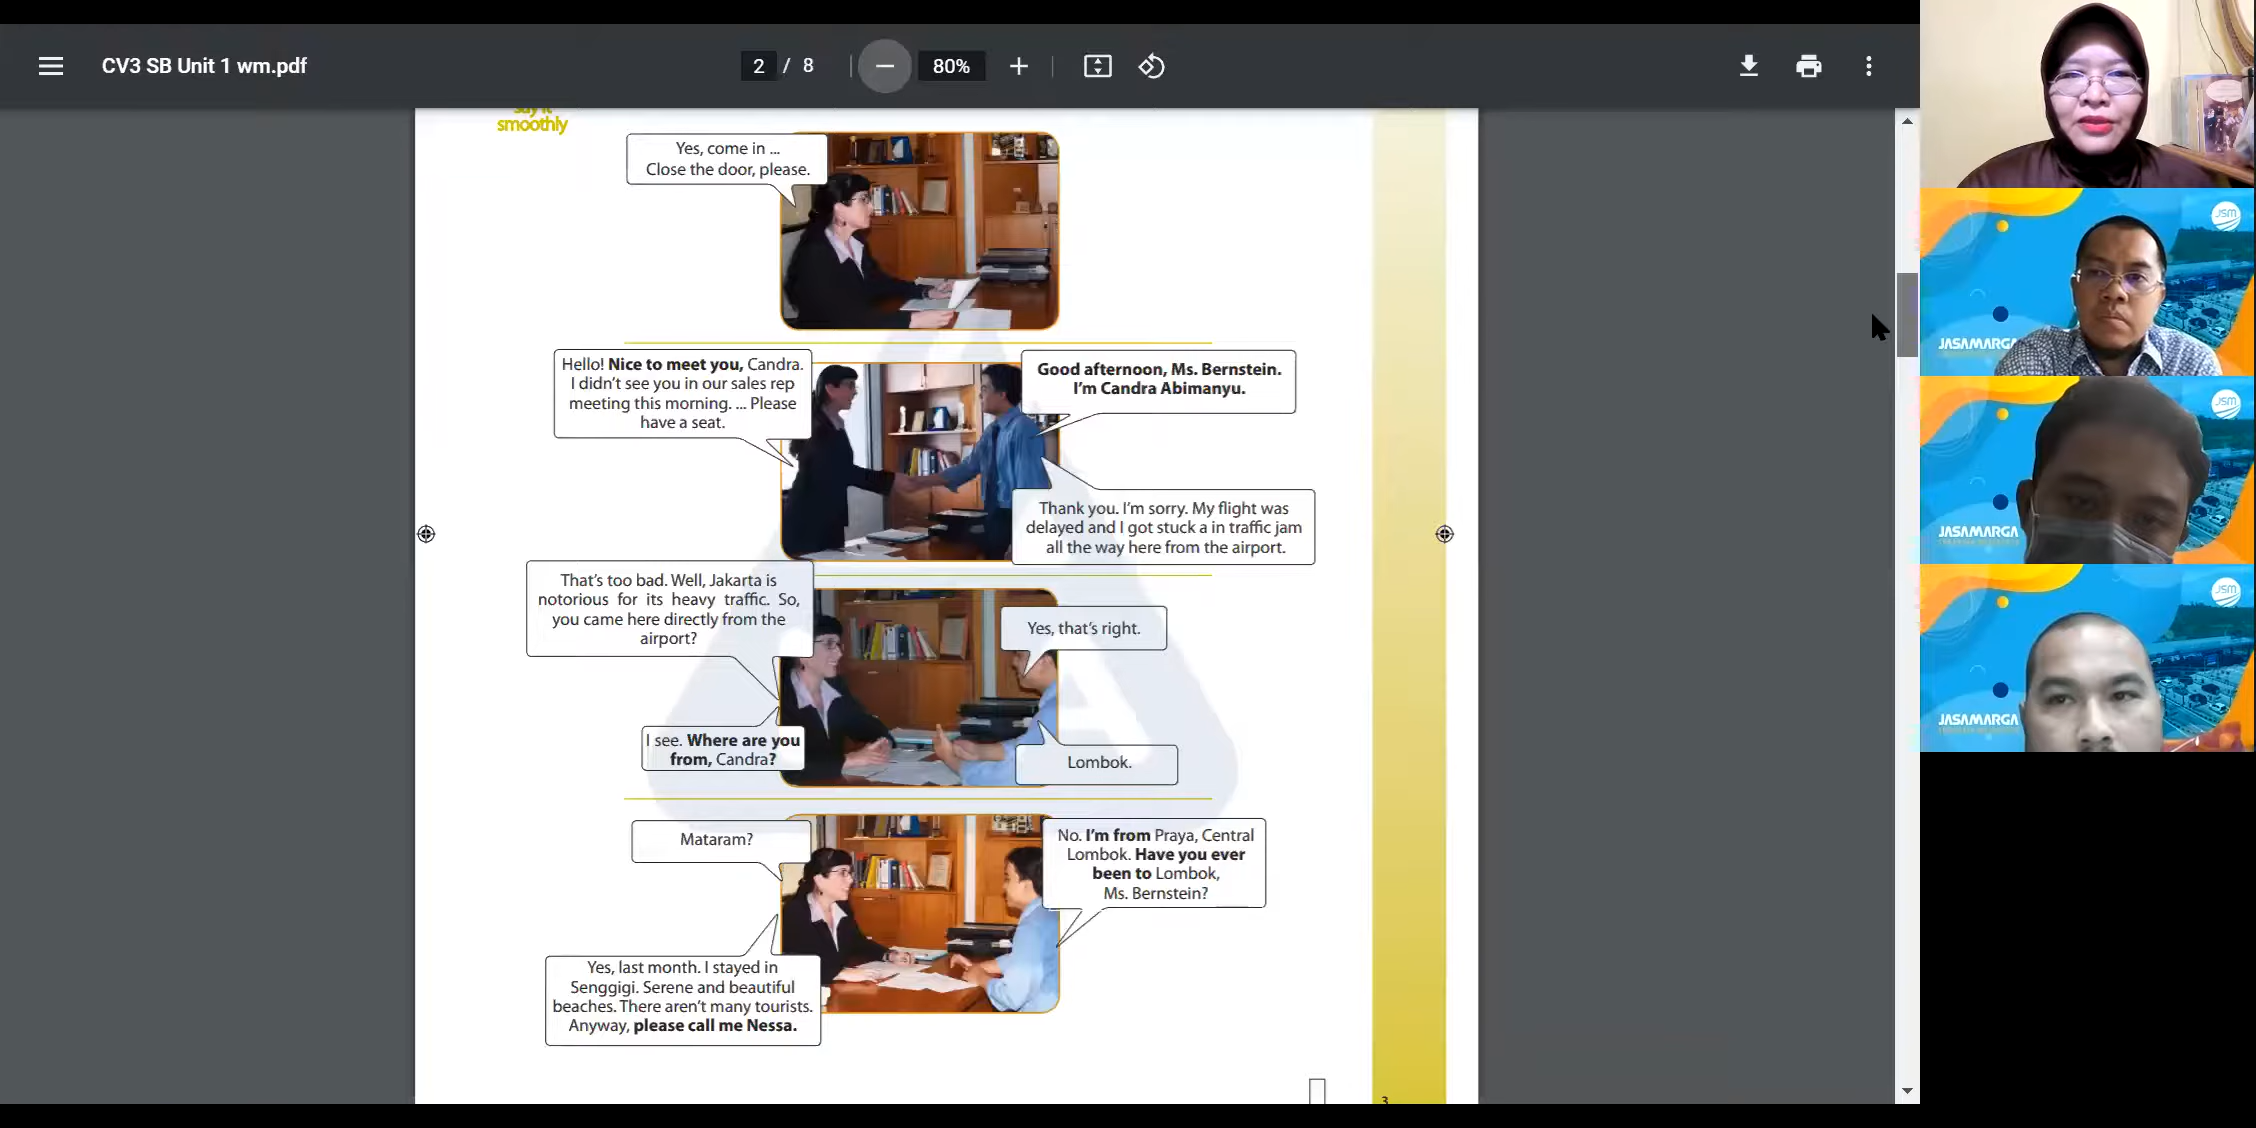 CV3 SB Unit 1 wm.pdf
2 / 8
80%
say it
smoothly
Yes, come in ...
Close the door, please.
Hello! Nice to meet you, Candra.
I didn't see you in our sales rep
meeting this morning. ... Please
have a seat.
Good afternoon, Ms. Bernstein.
I'm Candra Abimanyu.
Thank you. I'm sorry. My flight was
delayed and I got stuck a in traffic jam
all the way here from the airport.
That's too bad. Well, Jakarta is
notorious for its heavy traffic. So,
you came here directly from the
airport?
Yes, that's right.
I see. Where are you
from, Candra?
Lombok.
Mataram?
No. I'm from Praya, Central
Lombok. Have you ever
been to Lombok,
Ms. Bernstein?
Yes, last month. I stayed in
Senggigi. Serene and beautiful
beaches. There aren't many tourists.
Anyway, please call me Nessa.
3
JSM
JASAMARGA
JSM
JASAMARGA
JSM
JASAMARGA